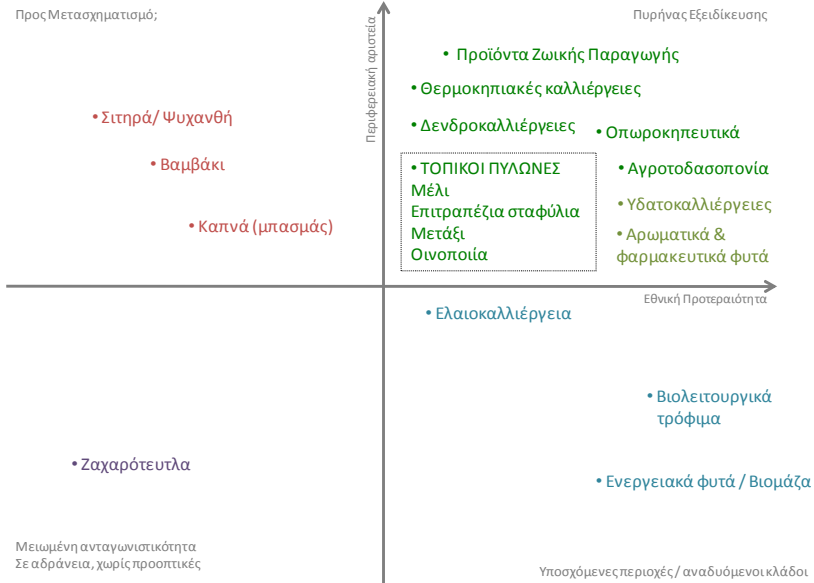 Προς Μετασχηματισμό;
Πυρήνας Εξειδίκευσης
Περιφερειακή αριστεία
• Προϊόντα Ζωικής Παραγωγής
• Θερμοκηπιακές καλλιέργειες
• Σιτηρά/ Ψυχανθή
• Δενδροκαλλιέργειες
• Οπωροκηπευτικά
• Βαμβάκι
• ΤΟΠΙΚΟΙ ΠΥΛΩΝΕΣ
Μέλι
Επιτραπέζια σταφύλια
Μετάξι
Οινοποιία
• Αγροτοδασοπονία
• Υδατοκαλλιέργειες
• Καπνά (μπασμάς)
• Αρωματικά &
φαρμακευτικά φυτά
Εθνική Προτεραιότητα
• Ελαιοκαλλιέργεια
• Βιολειτουργικά
τρόφιμα
• Ζαχαρότευτλα
• Ενεργειακά φυτά / Βιομάζα
Μειωμένη ανταγωνιστικότητα
Σε αδράνεια, χωρίς προοπτικές
Υποσχόμενες περιοχές / αναδυόμενοι κλάδοι